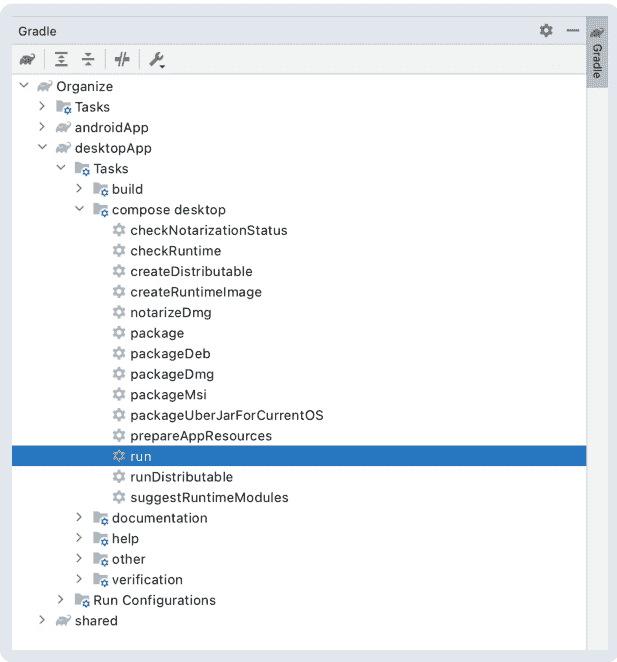 Gradle
Gradle
Organize
Tasks
androidApp
desktopApp
Tasks
build
compose desktop
checkNotarizationStatus
checkRuntime
createDistributable
createRuntimeImage
notarizeDmg
package
packageDeb
packageDmg
packageMsi
packageUberJarForCurrentOS
prepareAppResources
run
runDistributable
suggestRuntimeModules
documentation
help
other
verification
Run Configurations
shared